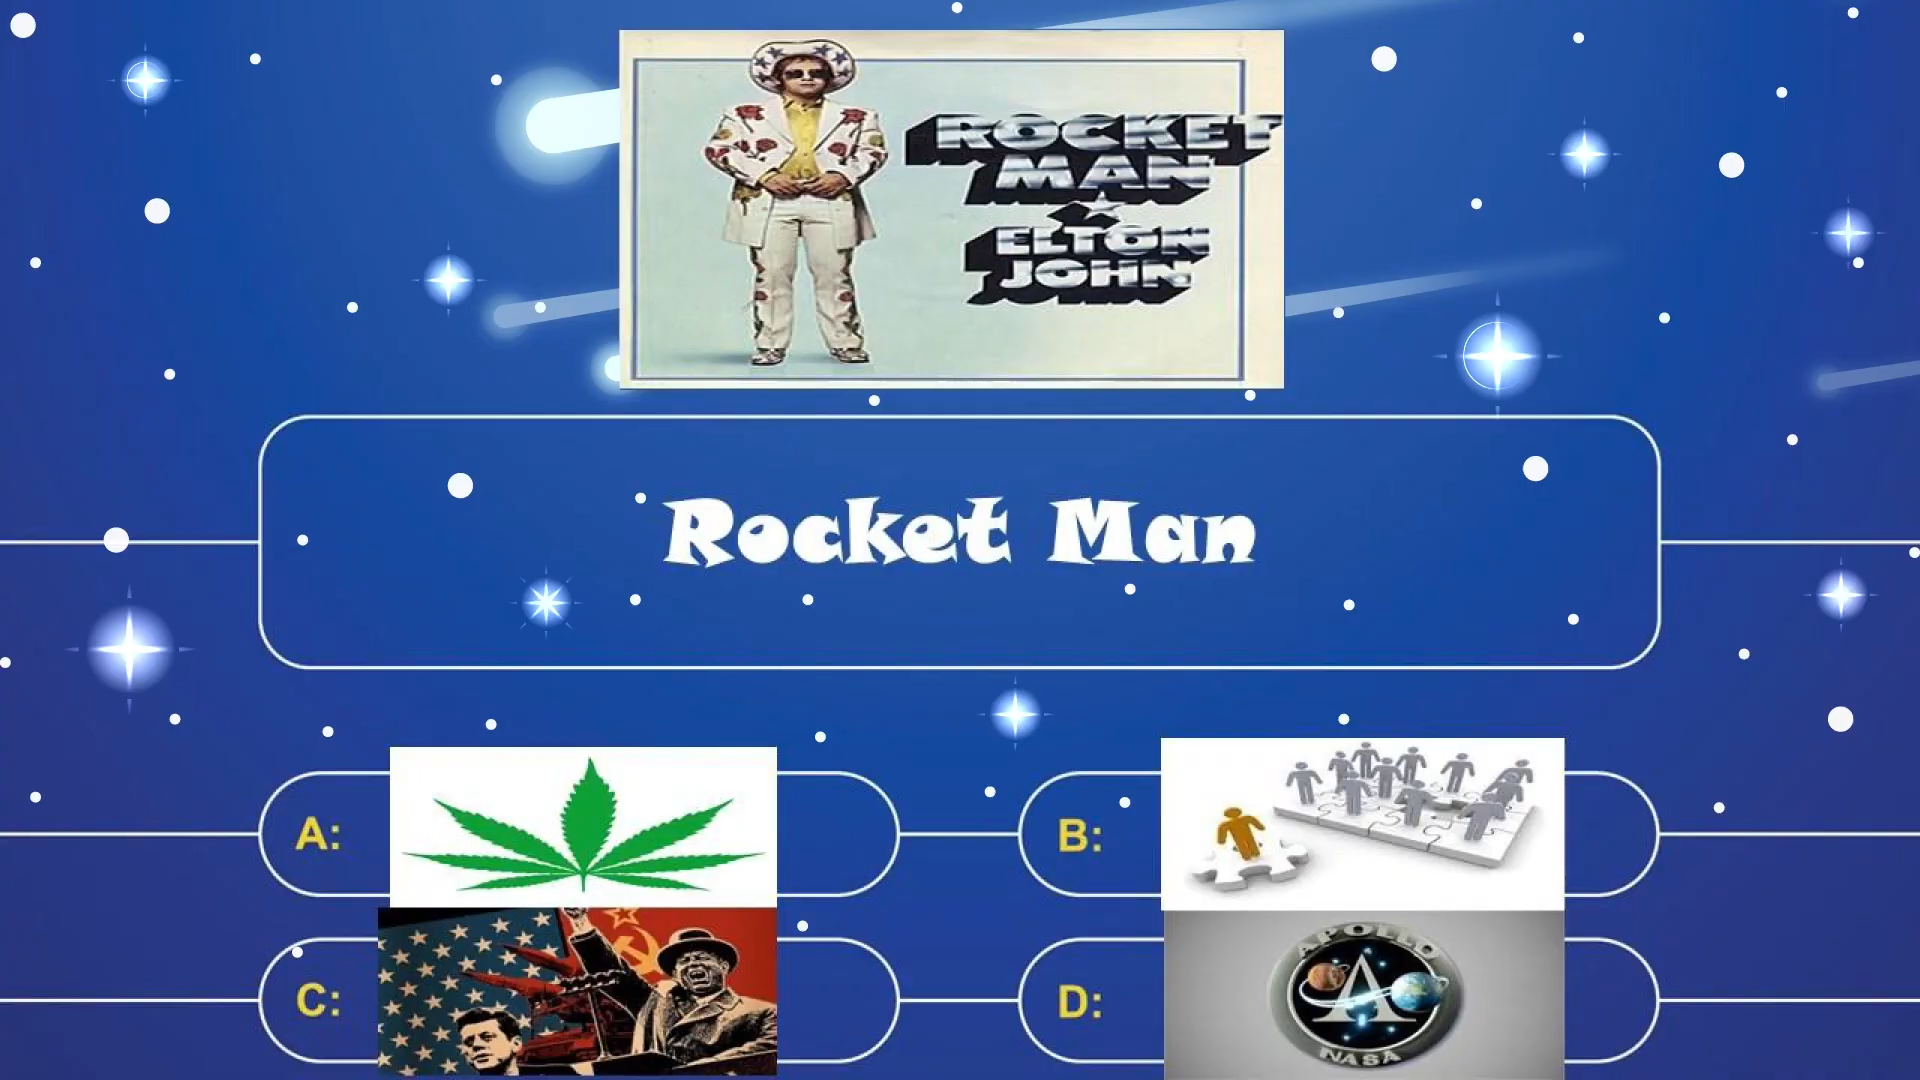 ROCKET
MAN
ELTON
JOHN
Rocket Man
A:
B:
C:
D:
APOLLO
A
NASA